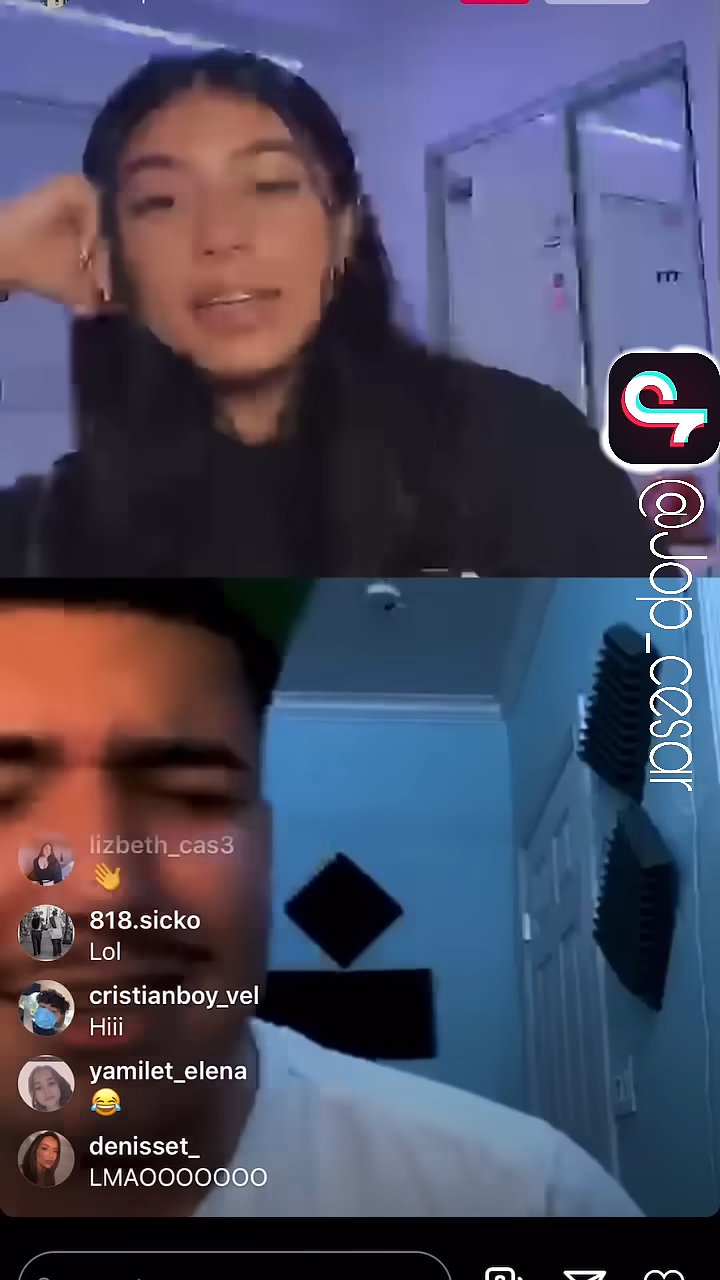 @Jop_cesar
lizbeth_cas3
👋
818.sicko
Lol
cristianboy_vel
Hiii
yamilet_elena
😂
denisset_
LMAOOOOOOO